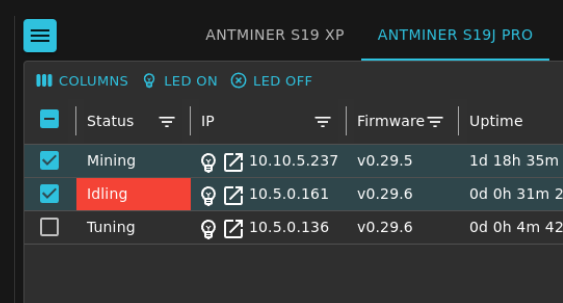 ANTMINER S19 XP ANTMINER S19J PRO
COLUMNS LED ON LED OFF
Status IP Firmware Uptime
Mining 10.10.5.237 v0.29.5 1d 18h 35m
Idling 10.5.0.161 v0.29.6 0d 0h 31m 2
Tuning 10.5.0.136 v0.29.6 0d 0h 4m 42